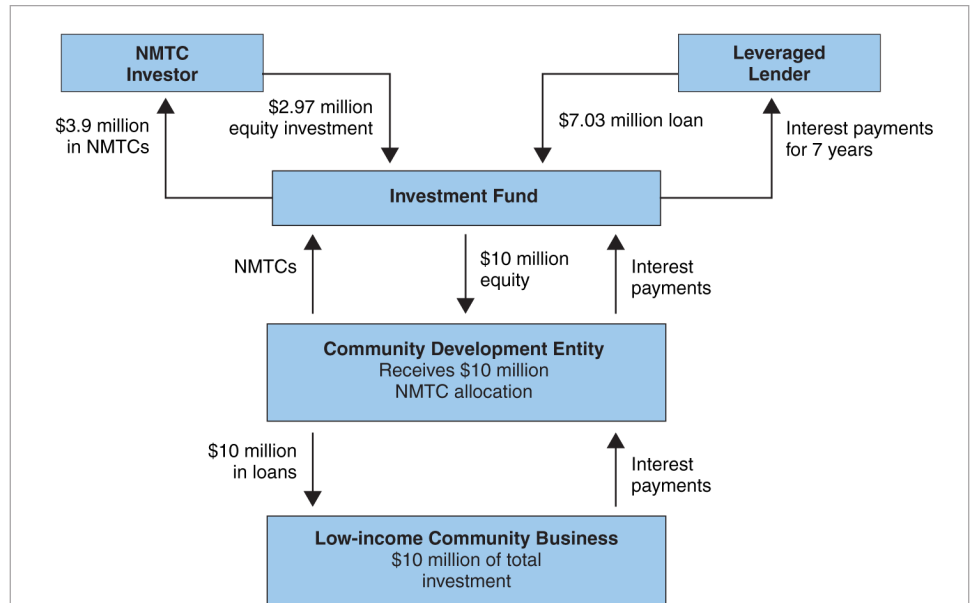 NMTC
Investor
Leveraged
Lender
$3.9 million
in NMTCs
$2.97 million
equity investment
$7.03 million loan
Interest payments
for 7 years
Investment Fund
NMTCs
$10 million
equity
Interest
payments
Community Development Entity
Receives $10 million
NMTC allocation
$10 million
in loans
Interest
payments
Low-income Community Business
$10 million of total
investment